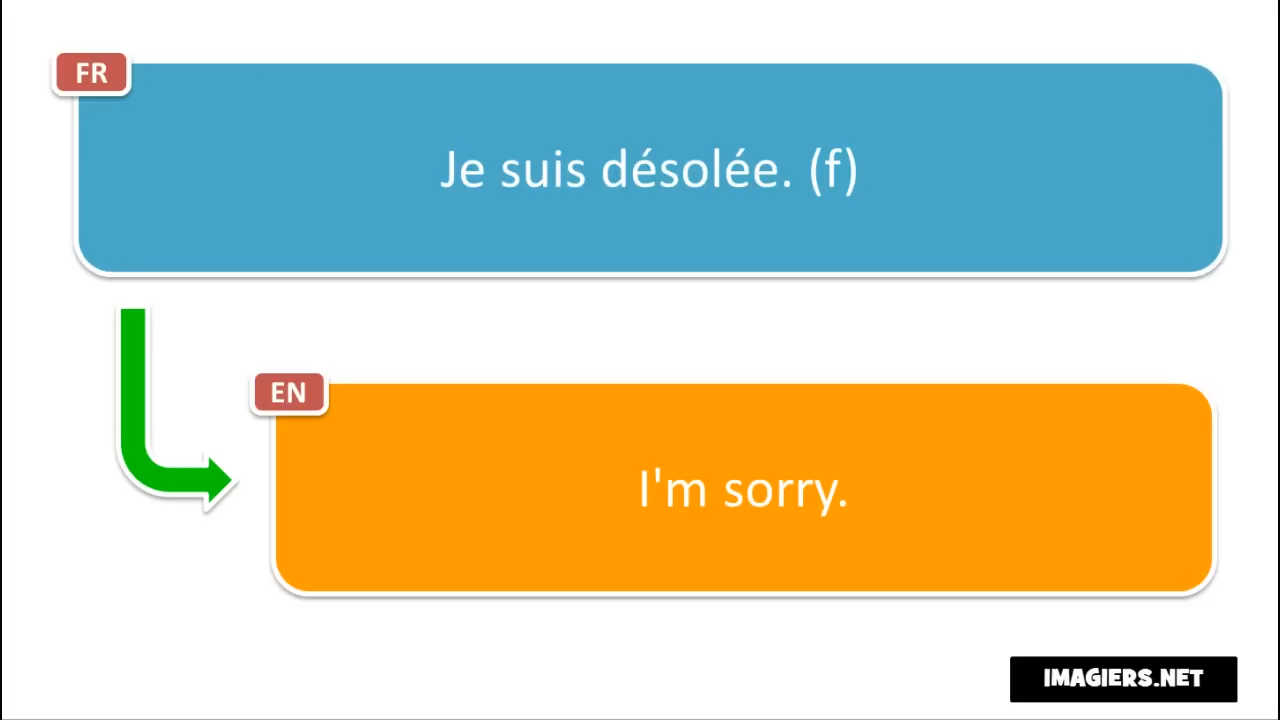 FR
Je suis désolée. (f)
EN
I'm sorry.
IMAGIERS.NET